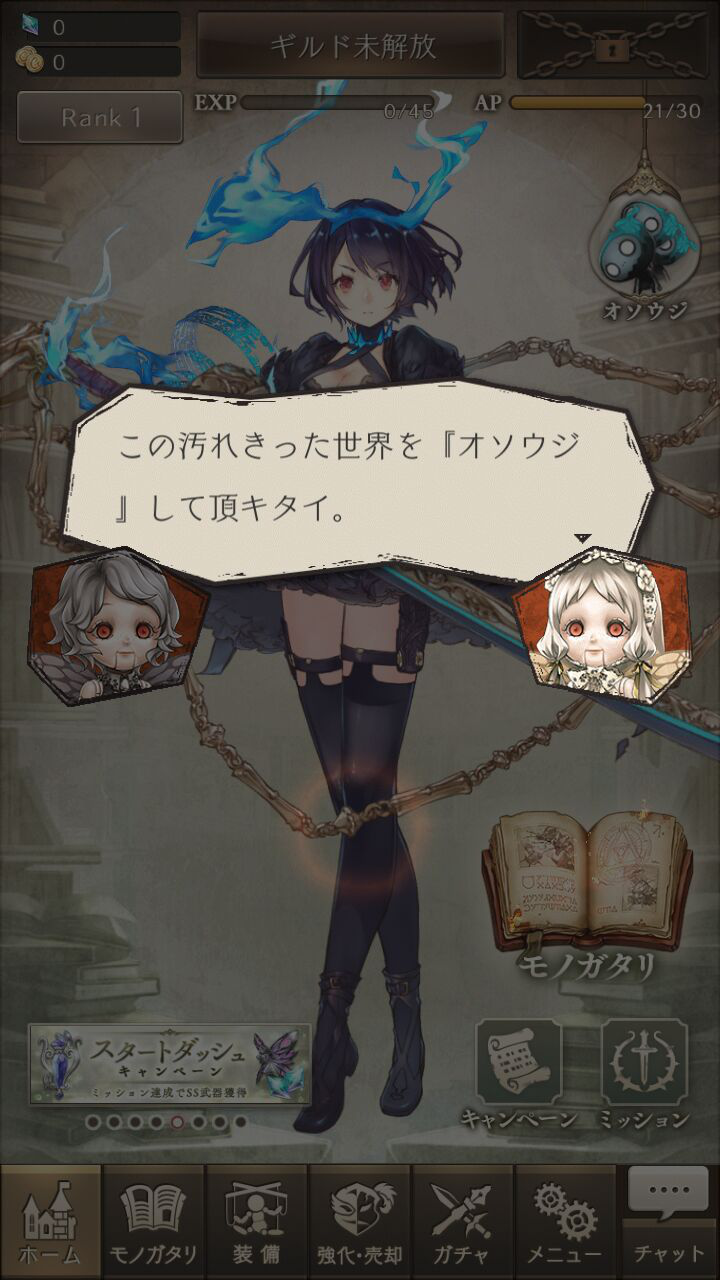 0
0
ギルド未解放
Rank 1
EXP
0/45
AP
21/30
オソウジ
この汚れきった世界を『オソウジ
』して頂キタイ。
モノガタリ
スタートダッシュ
キャンペーン
ミッション達成でSS武器獲得
キャンペーン
ミッション
ホーム
モノガタリ
装備
強化・売却
ガチャ
メニュー
チャット